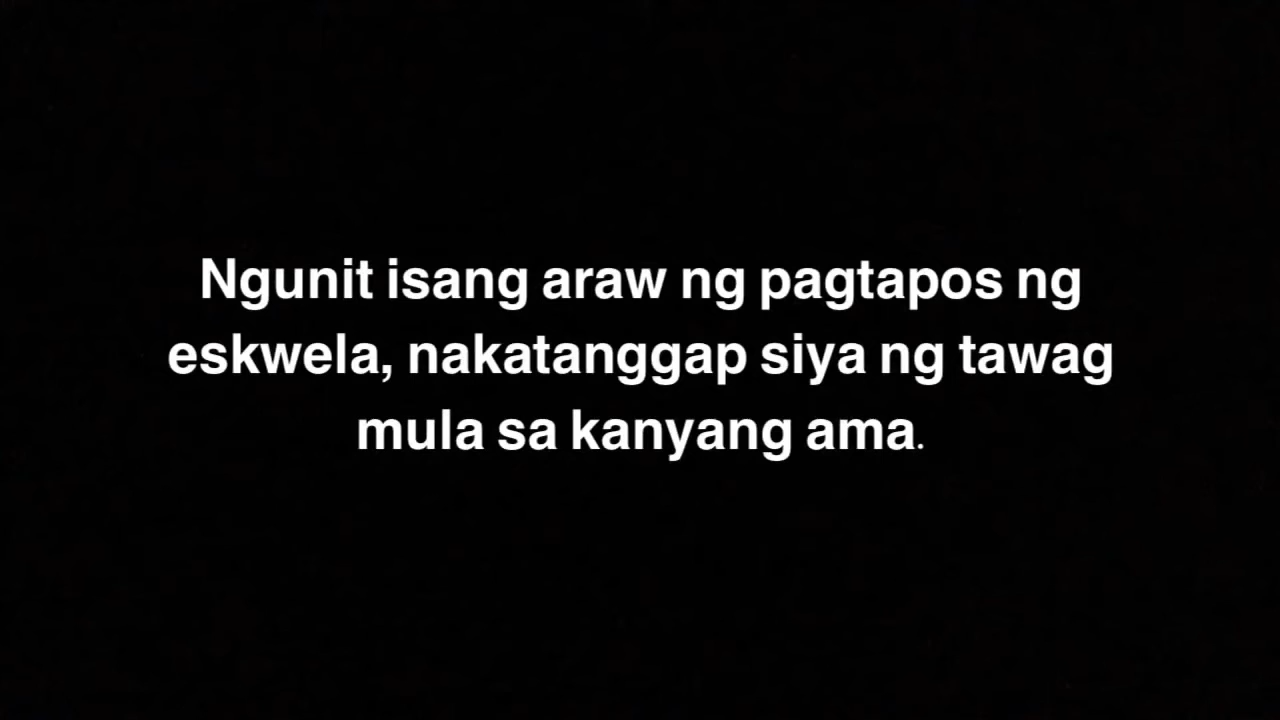 Ngunit isang araw ng pagtapos ng
eskwela, nakatanggap siya ng tawag
mula sa kanyang ama.